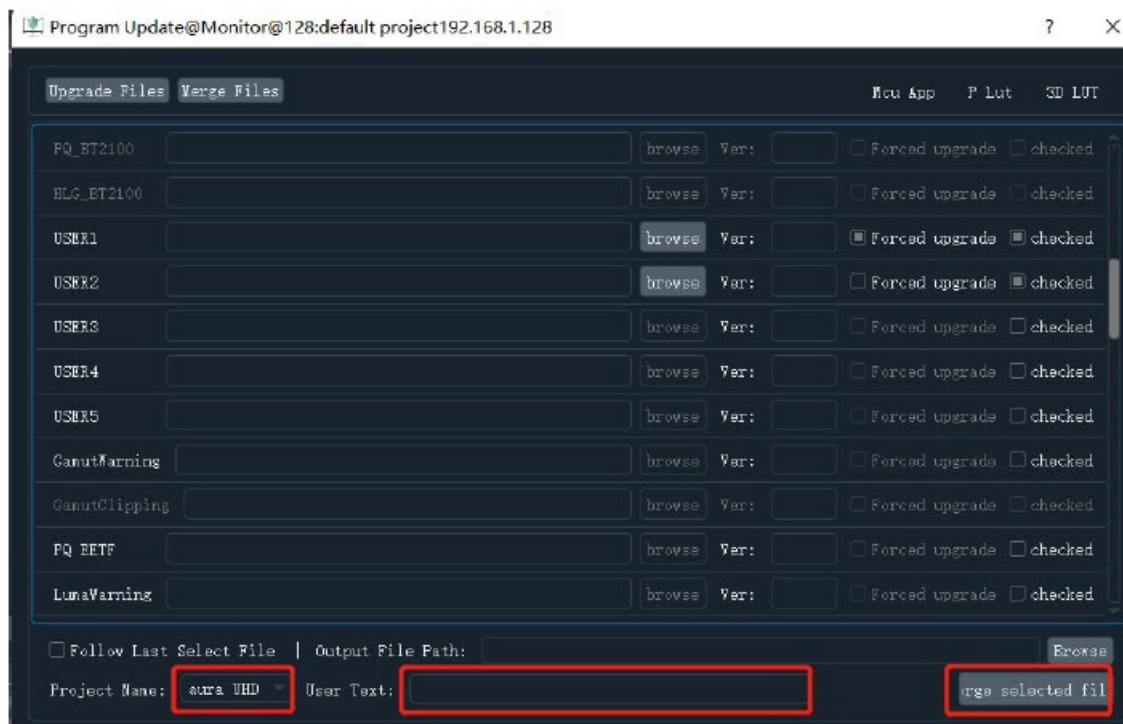 Program Update@Monitor@128:default project192.168.1.128 ? ×
Upgrade Files Merge Files Mcu App P Lut 3D LUT
PQ_BT2100 browse Ver: Forced upgrade checked
HLG_BT2100 browse Ver: Forced upgrade checked
USER1 browse Ver: Forced upgrade checked
USER2 browse Ver: Forced upgrade checked
USER3 browse Ver: Forced upgrade checked
USER4 browse Ver: Forced upgrade checked
USER5 browse Ver: Forced upgrade checked
GamutWarning browse Ver: Forced upgrade checked
GamutClipping browse Ver: Forced upgrade checked
PQ EETF browse Ver: Forced upgrade checked
LumaWarning browse Ver: Forced upgrade checked
Follow Last Select File | Output File Path: Browse
Project Name: aura UHD User Text: erge selected fil